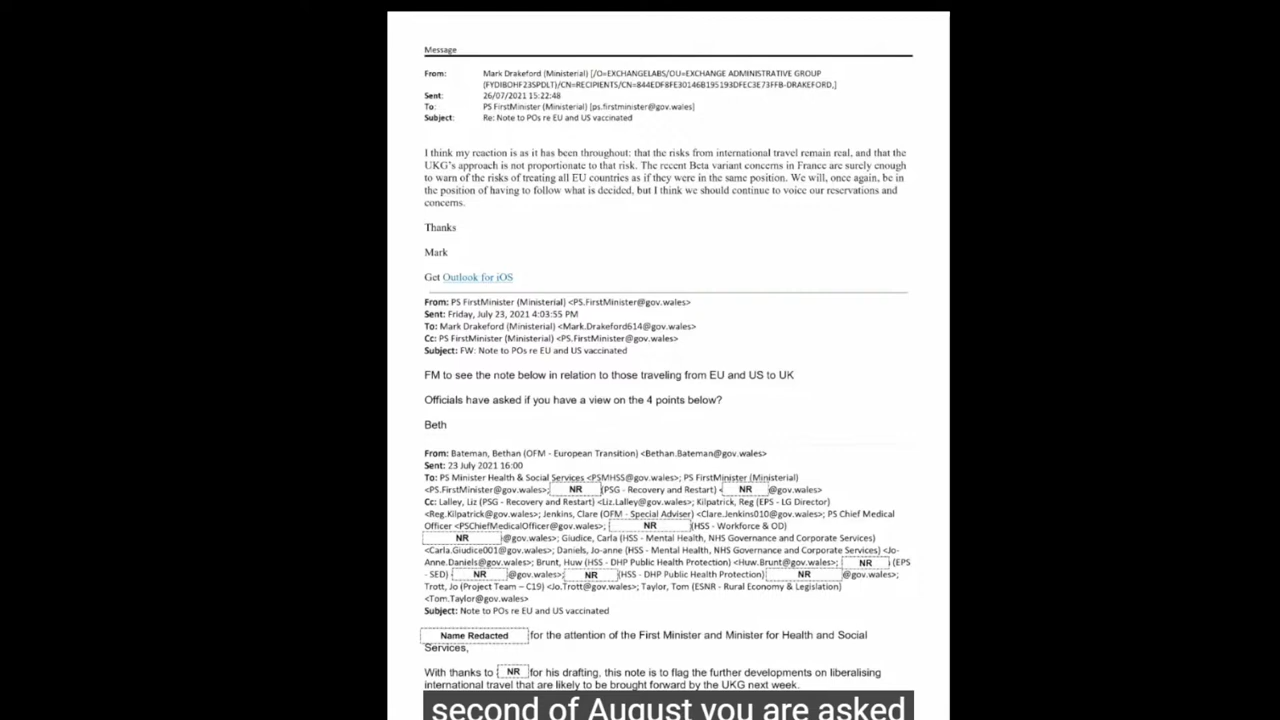 Message
From: Mark Drakeford (Ministerial) [/O=EXCHANGELABS/OU=EXCHANGE ADMINISTRATIVE GROUP
(FYDIBOHF23SPDLT)/CN=RECIPIENTS/CN=844EDF8FE30146B195193DFEC3E73FFB-DRAKEFORD,]
Sent: 26/07/2021 15:22:48
To: PS FirstMinister (Ministerial) [ps.firstminister@gov.wales]
Subject: Re: Note to POs re EU and US vaccinated
I think my reaction is as it has been throughout: that the risks from international travel remain real, and that the
UKG's approach is not proportionate to that risk. The recent Beta variant concerns in France are surely enough
to warn of the risks of treating all EU countries as if they were in the same position. We will, once again, be in
the position of having to follow what is decided, but I think we should continue to voice our reservations and
concerns.
Thanks
Mark
Get Outlook for iOS
From: PS FirstMinister (Ministerial) <PS.FirstMinister@gov.wales>
Sent: Friday, July 23, 2021 4:03:55 PM
To: Mark Drakeford (Ministerial) <Mark.Drakeford614@gov.wales>
Cc: PS FirstMinister (Ministerial) <PS.FirstMinister@gov.wales>
Subject: FW: Note to POs re EU and US vaccinated
FM to see the note below in relation to those traveling from EU and US to UK
Officials have asked if you have a view on the 4 points below?
Beth
From: Bateman, Bethan (OFM - European Transition) <Bethan.Bateman@gov.wales>
Sent: 23 July 2021 16:00
To: PS Minister Health & Social Services <PSMHSS@gov.wales>; PS FirstMinister (Ministerial)
<PS.FirstMinister@gov.wales>; NR (PSG - Recovery and Restart) < NR @gov.wales>
Cc: Lalley, Liz (PSG - Recovery and Restart) <Liz.Lalley@gov.wales>; Kilpatrick, Reg (EPS - LG Director)
<Reg.Kilpatrick@gov.wales>; Jenkins, Clare (OFM - Special Adviser) <Clare.Jenkins010@gov.wales>; PS Chief Medical
Officer <PSChiefMedicalOfficer@gov.wales>; NR (HSS - Workforce & OD)
NR @gov.wales>; Giudice, Carla (HSS - Mental Health, NHS Governance and Corporate Services)
<Carla.Giudice001@gov.wales>; Daniels, Jo-anne (HSS - Mental Health, NHS Governance and Corporate Services) <Jo-
Anne.Daniels@gov.wales>; Brunt, Huw (HSS - DHP Public Health Protection) <Huw.Brunt@gov.wales>; NR (EPS
- SED) NR @gov.wales>; NR (HSS - DHP Public Health Protection) NR @gov.wales>;
Trott, Jo (Project Team – C19) <Jo.Trott@gov.wales>; Taylor, Tom (ESNR - Rural Economy & Legislation)
<Tom.Taylor@gov.wales>
Subject: Note to POs re EU and US vaccinated
Name Redacted for the attention of the First Minister and Minister for Health and Social
Services,
With thanks to NR for his drafting, this note is to flag the further developments on liberalising
international travel that are likely to be brought forward by the UKG next week.
second of August you are asked